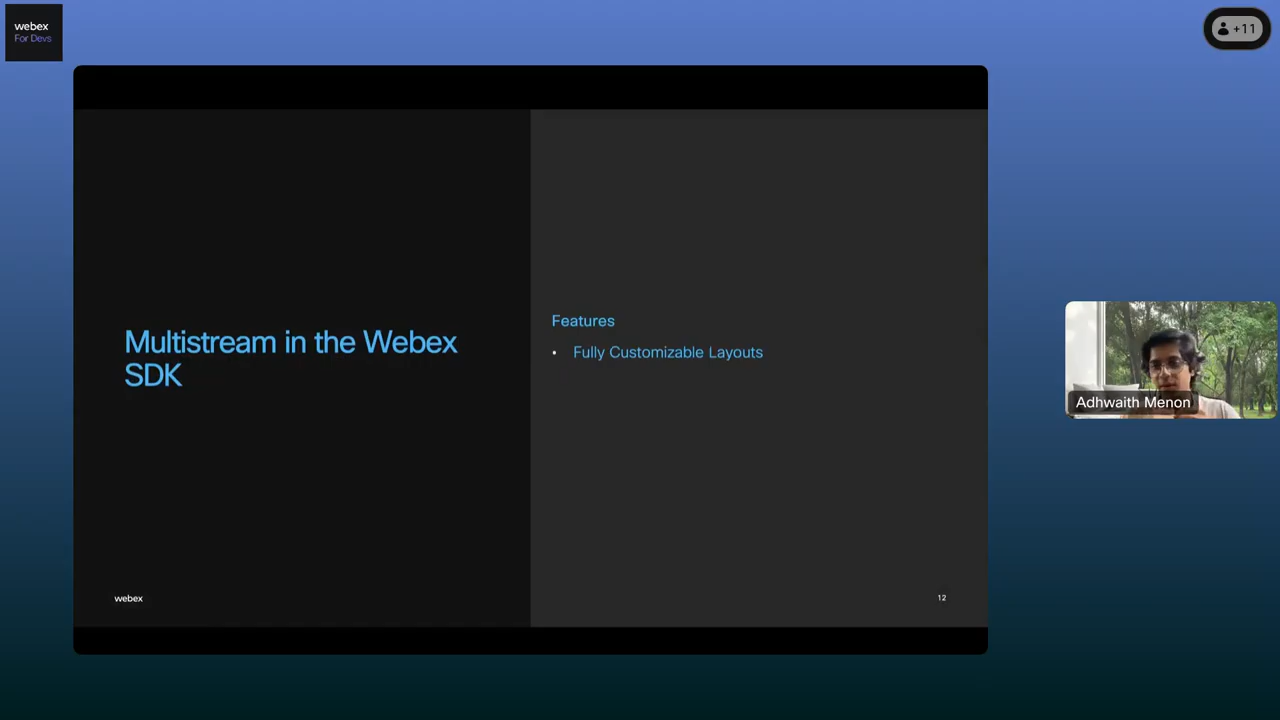 webex
For Devs
+11
Multistream in the Webex
SDK
Features
• Fully Customizable Layouts
Adhwaith Menon
webex
12